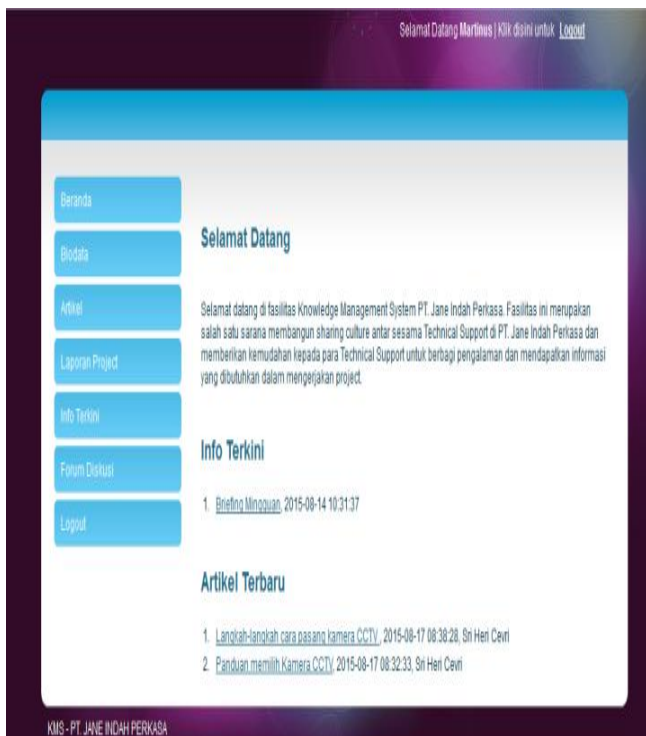 Selamat Datang Martinus | Klik disini untuk Logout
Beranda
Biodata
Artikel
Laporan Project
Info Terkini
Forum Diskusi
Logout
Selamat Datang
Selamat datang di fasilitas Knowledge Management System PT. Jane Indah Perkasa. Fasilitas ini merupakan
salah satu sarana membangun sharing culture antar sesama Technical Support di PT. Jane Indah Perkasa dan
memberikan kemudahan kepada para Technical Support untuk berbagi pengalaman dan mendapatkan informasi
yang dibutuhkan dalam mengerjakan project.
Info Terkini
1. Briefing Mingguan, 2015-08-14 10:31:37
Artikel Terbaru
1. Langkah-langkah cara pasang kamera CCTV , 2015-08-17 08:38:28, Sri Heri Cevri
2. Panduan memilih Kamera CCTV, 2015-08-17 08:32:33, Sri Heri Cevri
KMS - PT. JANE INDAH PERKASA